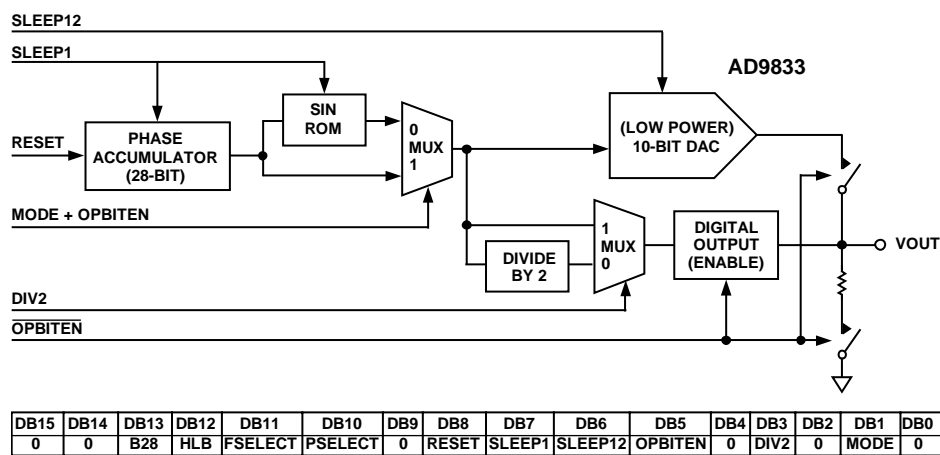 SLEEP12
SLEEP1
AD9833
RESET
PHASE
ACCUMULATOR
(28-BIT)
SIN
ROM
0
MUX
1
(LOW POWER)
10-BIT DAC
MODE + OPBITEN
1
MUX
0
DIVIDE
BY 2
DIGITAL
OUTPUT
(ENABLE)
VOUT
DIV2
OPBITEN
DB15 DB14 DB13 DB12 DB11 DB10 DB9 DB8 DB7 DB6 DB5 DB4 DB3 DB2 DB1 DB0
0 0 B28 HLB FSELECT PSELECT 0 RESET SLEEP1 SLEEP12 OPBITEN 0 DIV2 0 MODE 0